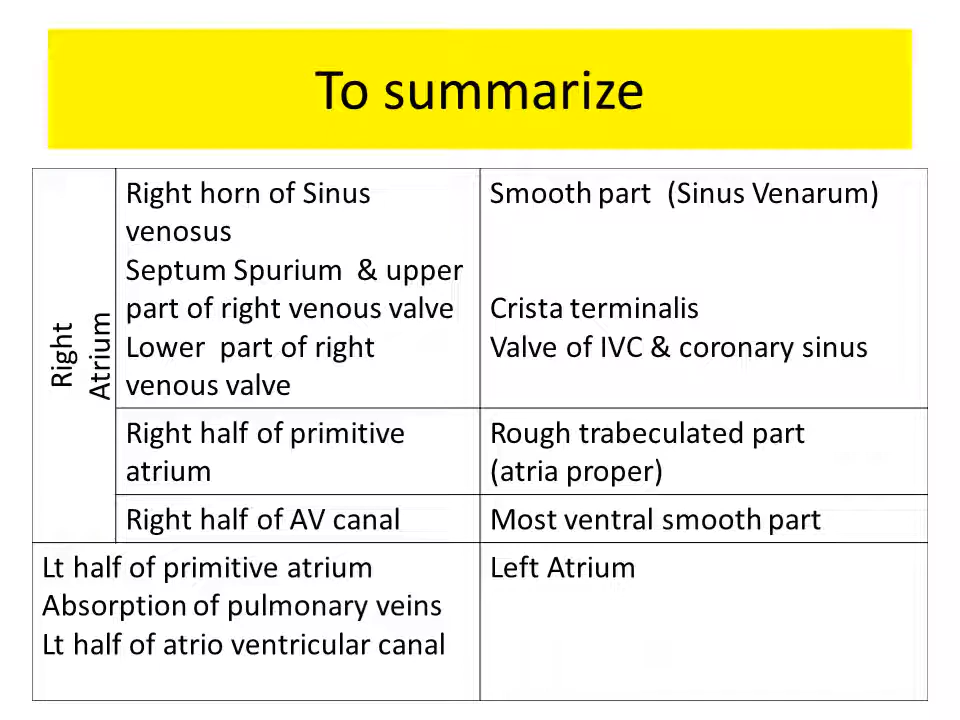 To summarize
Right
Atrium
Right horn of Sinus
venosus
Septum Spurium & upper
part of right venous valve
Lower part of right
venous valve
Smooth part (Sinus Venarum)
Crista terminalis
Valve of IVC & coronary sinus
Right half of primitive
atrium
Rough trabeculated part
(atria proper)
Right half of AV canal
Most ventral smooth part
Lt half of primitive atrium
Absorption of pulmonary veins
Lt half of atrio ventricular canal
Left Atrium